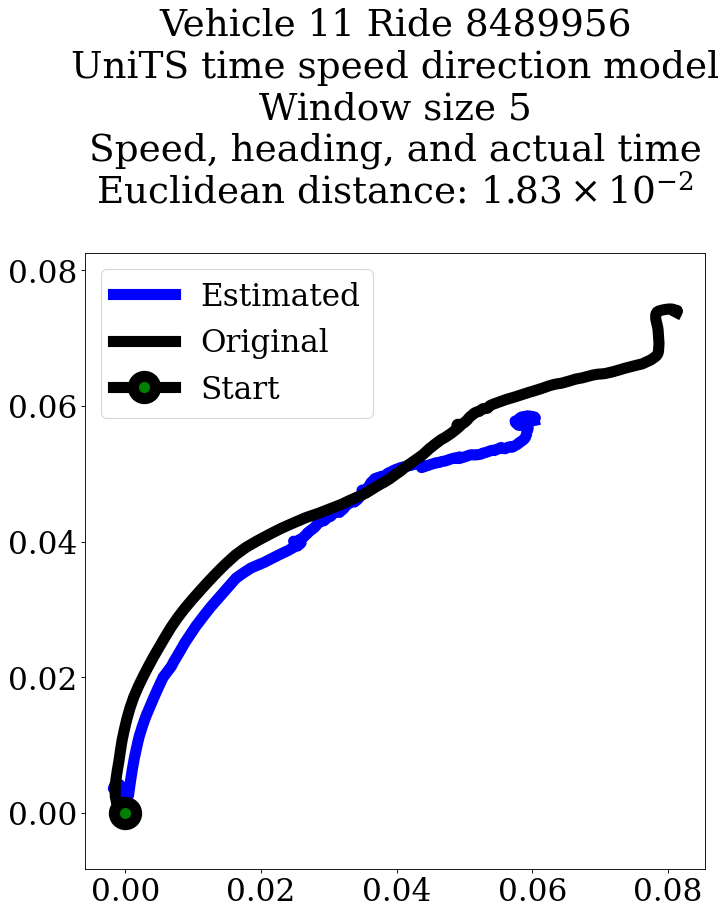 Vehicle 11 Ride 8489956
UniTS time speed direction model
Window size 5
Speed, heading, and actual time
Euclidean distance: 1.83 × 10⁻²
Estimated
Original
Start
0.08
0.06
0.04
0.02
0.00
0.00 0.02 0.04 0.06 0.08